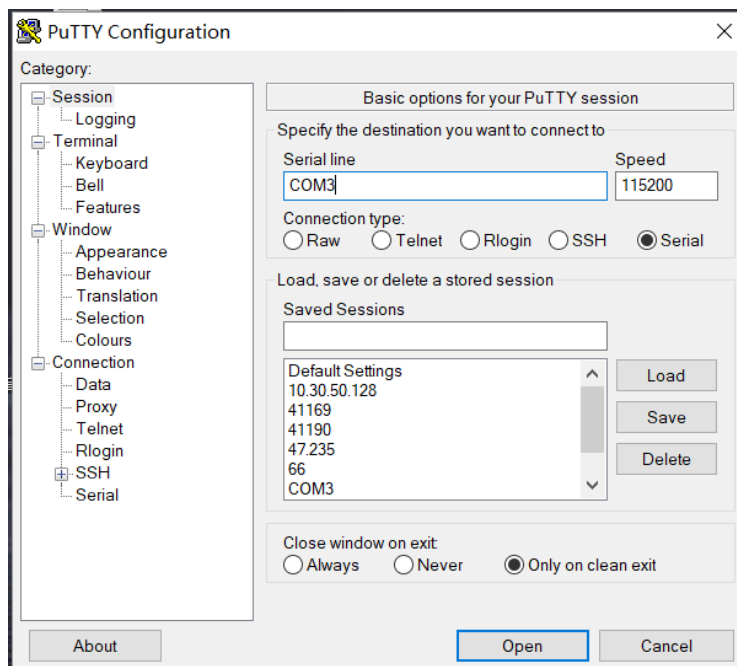 PuTTY Configuration
Category:
Session
Logging
Terminal
Keyboard
Bell
Features
Window
Appearance
Behaviour
Translation
Selection
Colours
Connection
Data
Proxy
Telnet
Rlogin
SSH
Serial
Basic options for your PuTTY session
Specify the destination you want to connect to
Serial line Speed
COM3 115200
Connection type:
Raw Telnet Rlogin SSH Serial
Load, save or delete a stored session
Saved Sessions
Default Settings
10.30.50.128
41169
41190
47.235
66
COM3
Load
Save
Delete
Close window on exit:
Always Never Only on clean exit
About Open Cancel